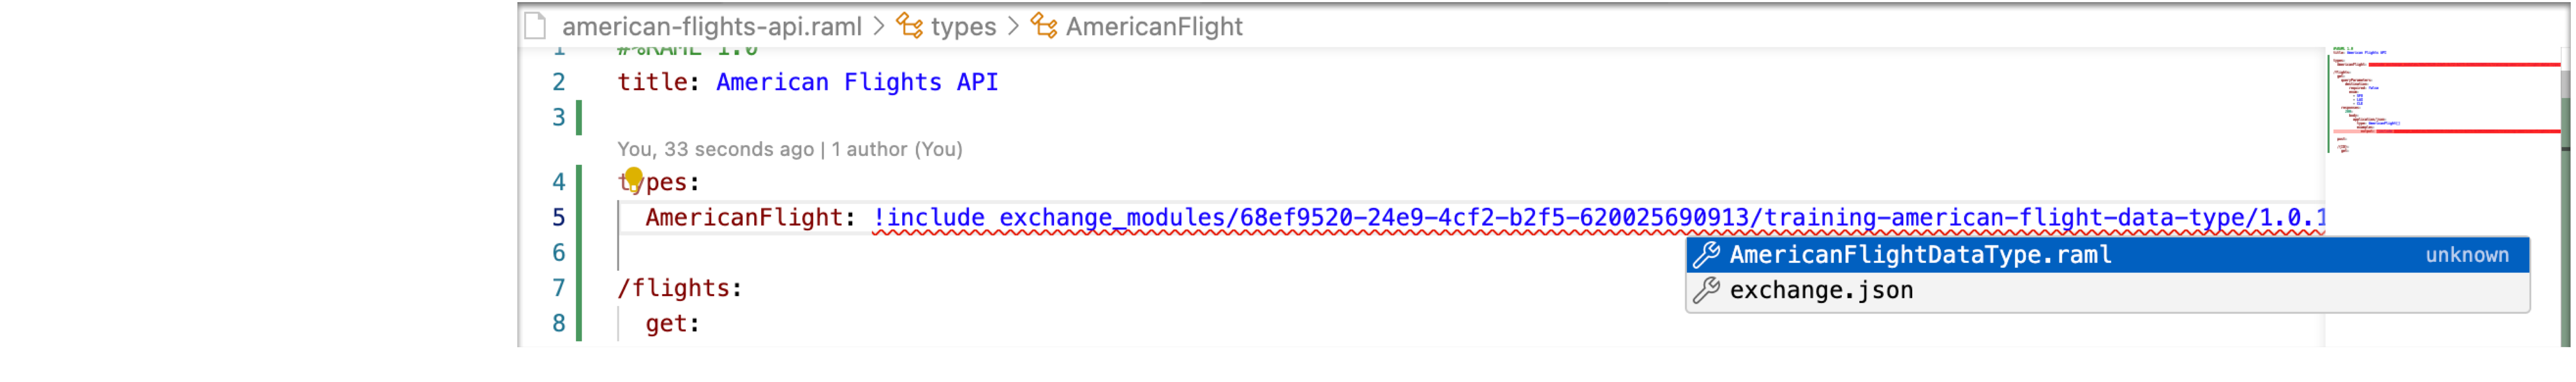 american-flights-api.raml > types > AmericanFlight
1 #%RAML 1.0
2 title: American Flights API
3
You, 33 seconds ago | 1 author (You)
4 types:
5 AmericanFlight: !include exchange_modules/68ef9520-24e9-4cf2-b2f5-620025690913/training-american-flight-data-type/1.0.1
AmericanFlightDataType.raml unknown
6
exchange.json
7 /flights:
8 get: